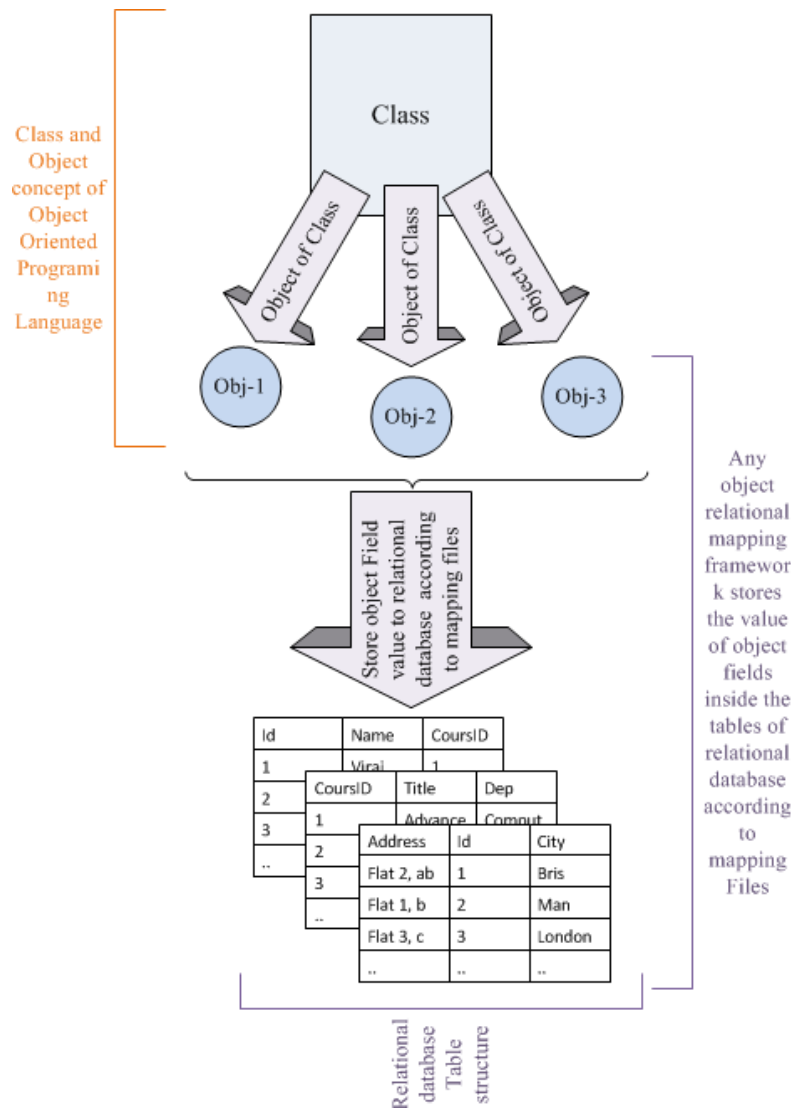 Class
Class and
Object
concept of
Object
Oriented
Programi
ng
Language
Object of Class
Object of Class
Object of Class
Obj-1
Obj-2
Obj-3
Store object Field
value to relational
database according
to mapping files
Any
object
relational
mapping
framewor
k stores
the value
of object
fields
inside the
tables of
relational
database
according
to
mapping
Files
Id Name CoursID
1 Viraj 1
2
3
..
CoursID Title Dep
1 Advance Comput
2
3
..
Address Id City
Flat 2, ab 1 Bris
Flat 1, b 2 Man
Flat 3, c 3 London
.. .. ..
Relational
database
Table
structure